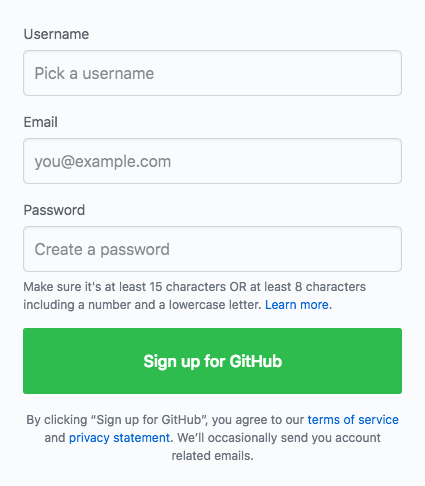 Username
Pick a username
Email
you@example.com
Password
Create a password
Make sure it's at least 15 characters OR at least 8 characters
including a number and a lowercase letter. Learn more.
Sign up for GitHub
By clicking “Sign up for GitHub”, you agree to our terms of service
and privacy statement. We’ll occasionally send you account
related emails.